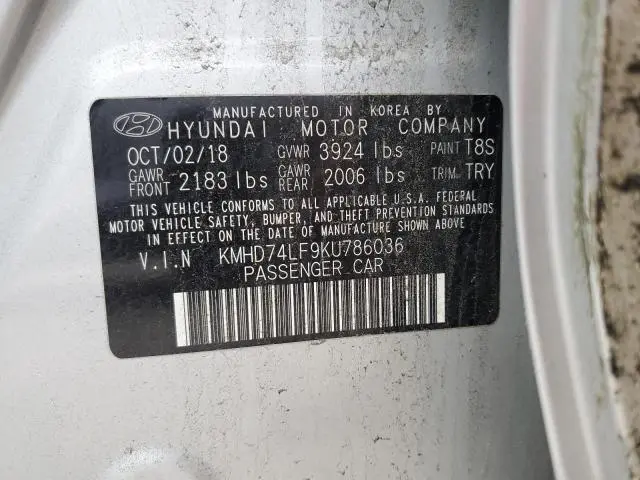 MANUFACTURED IN KOREA BY
HYUNDAI MOTOR COMPANY
OCT/02/18 GVWR 3924 lbs PAINT T8S
GAWR FRONT 2183 lbs GAWR REAR 2006 lbs TRIM TRY
THIS VEHICLE CONFORMS TO ALL APPLICABLE U.S.A. FEDERAL
MOTOR VEHICLE SAFETY, BUMPER, AND THEFT PREVENTION STANDARDS
IN EFFECT ON THE DATE OF MANUFACTURE SHOWN ABOVE.
V.I.N KMHD74LF9KU786036
PASSENGER CAR